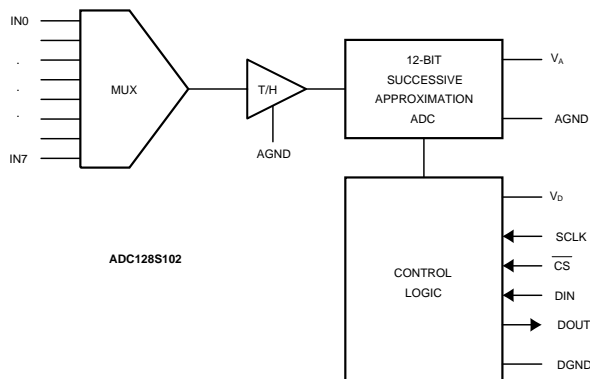 IN0
.
.
.
IN7
MUX
T/H
AGND
12-BIT
SUCCESSIVE
APPROXIMATION
ADC
VA
AGND
ADC128S102
CONTROL
LOGIC
VD
SCLK
CS
DIN
DOUT
DGND